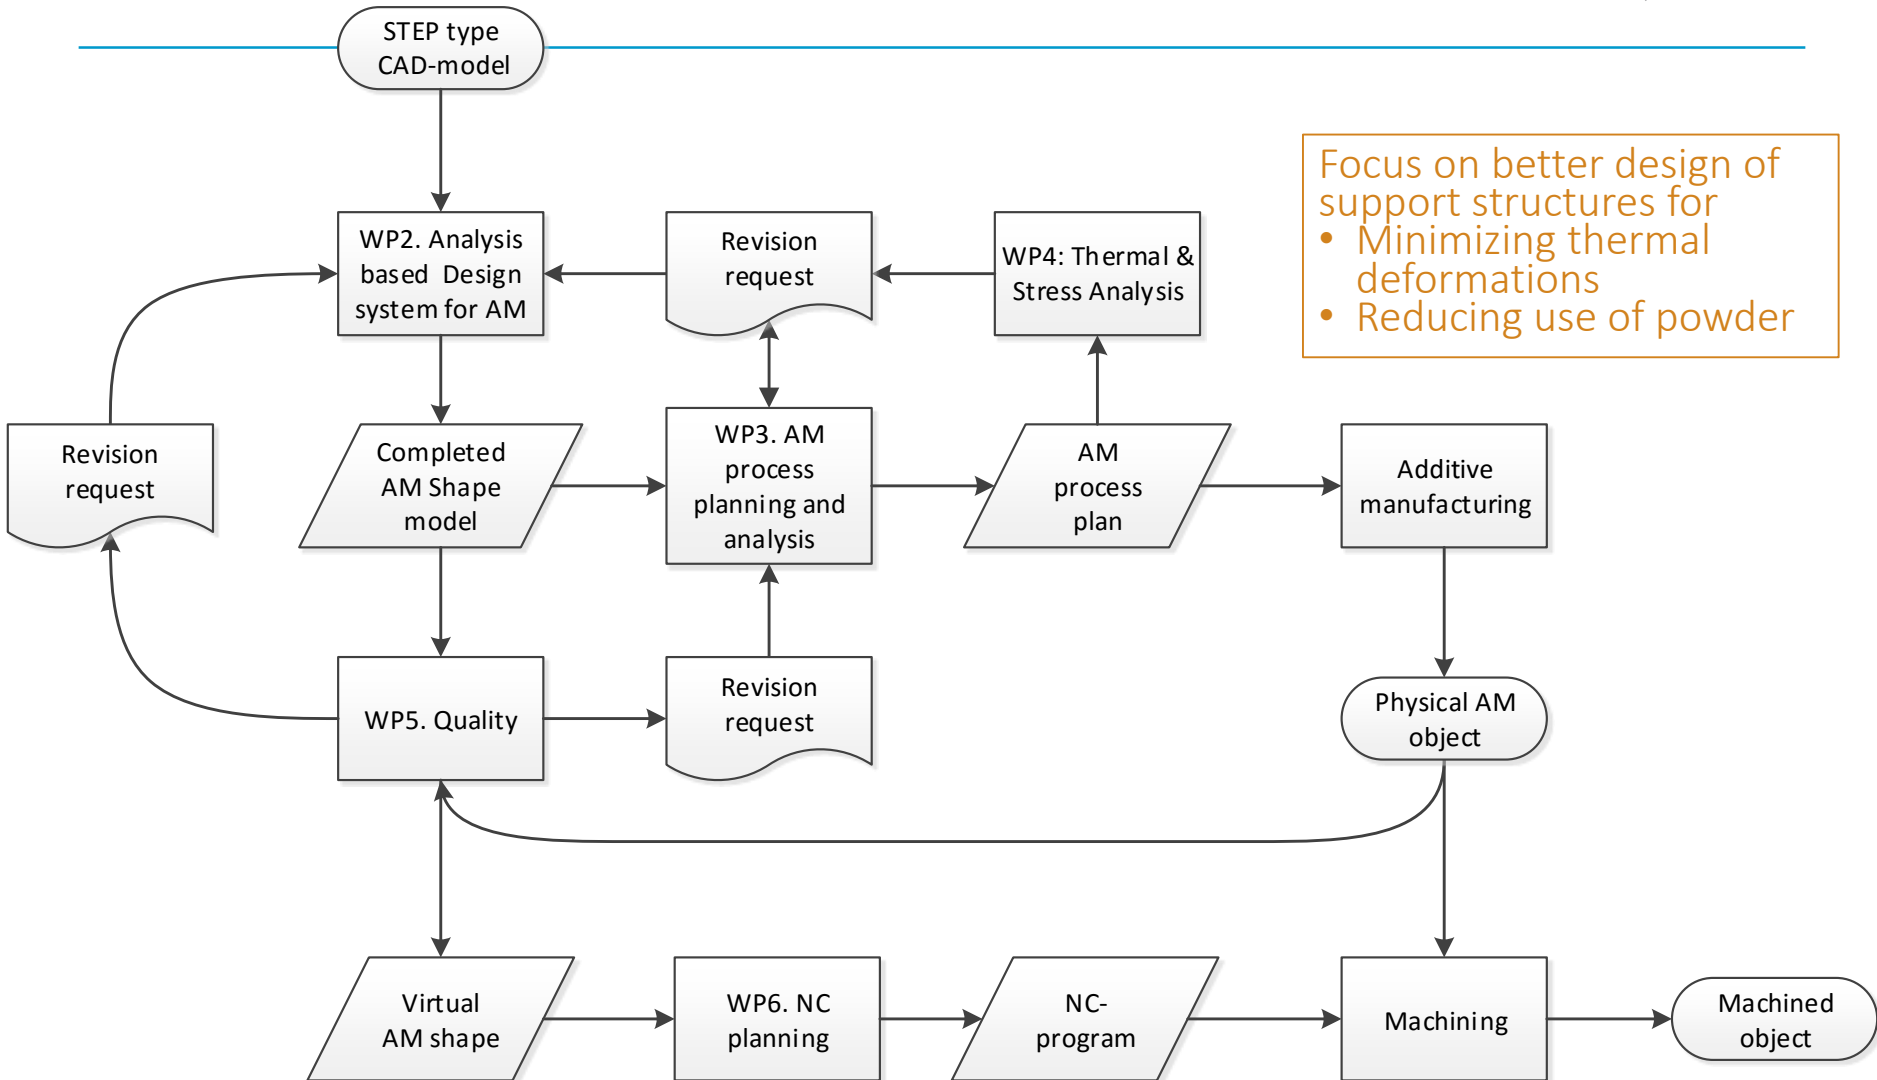 STEP type
CAD-model
Focus on better design of
support structures for
• Minimizing thermal
deformations
• Reducing use of powder
WP2. Analysis
based Design
system for AM
Revision
request
WP4: Thermal &
Stress Analysis
Revision
request
Completed
AM Shape
model
WP3. AM
process
planning and
analysis
AM
process
plan
Additive
manufacturing
WP5. Quality
Revision
request
Physical AM
object
Virtual
AM shape
WP6. NC
planning
NC-
program
Machining
Machined
object